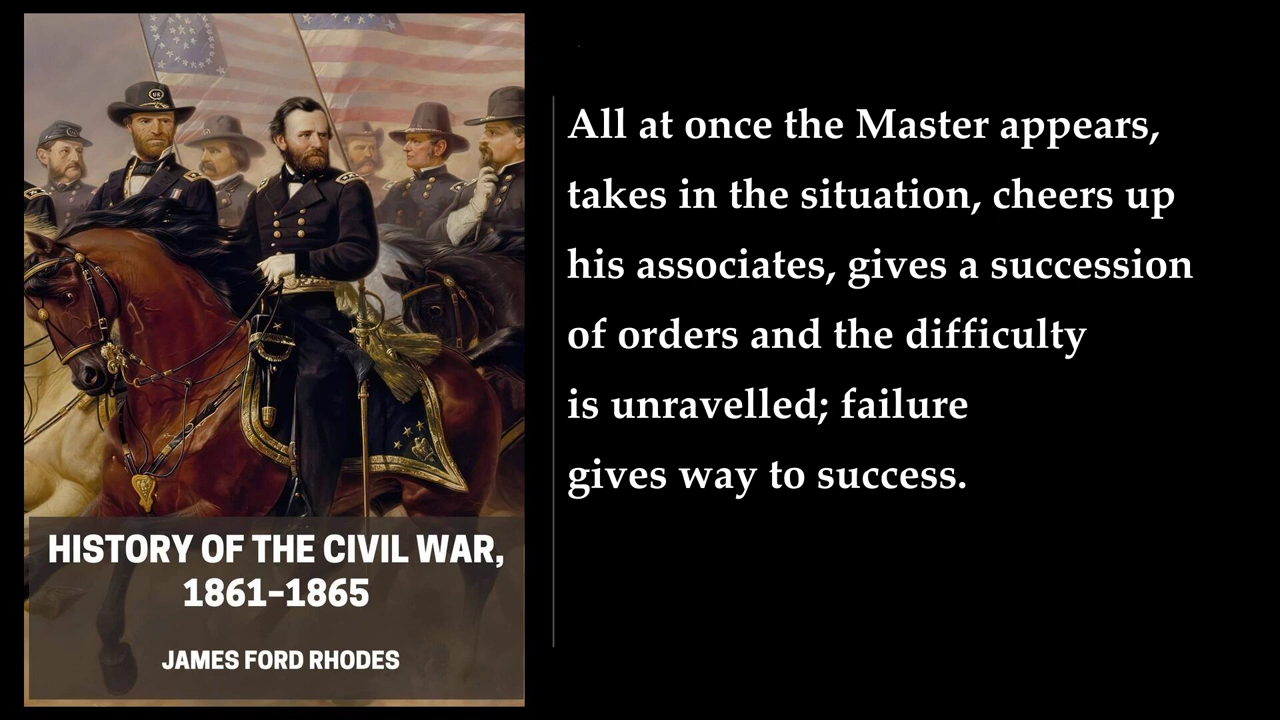 HISTORY OF THE CIVIL WAR,
1861–1865
JAMES FORD RHODES
All at once the Master appears,
takes in the situation, cheers up
his associates, gives a succession
of orders and the difficulty
is unravelled; failure
gives way to success.